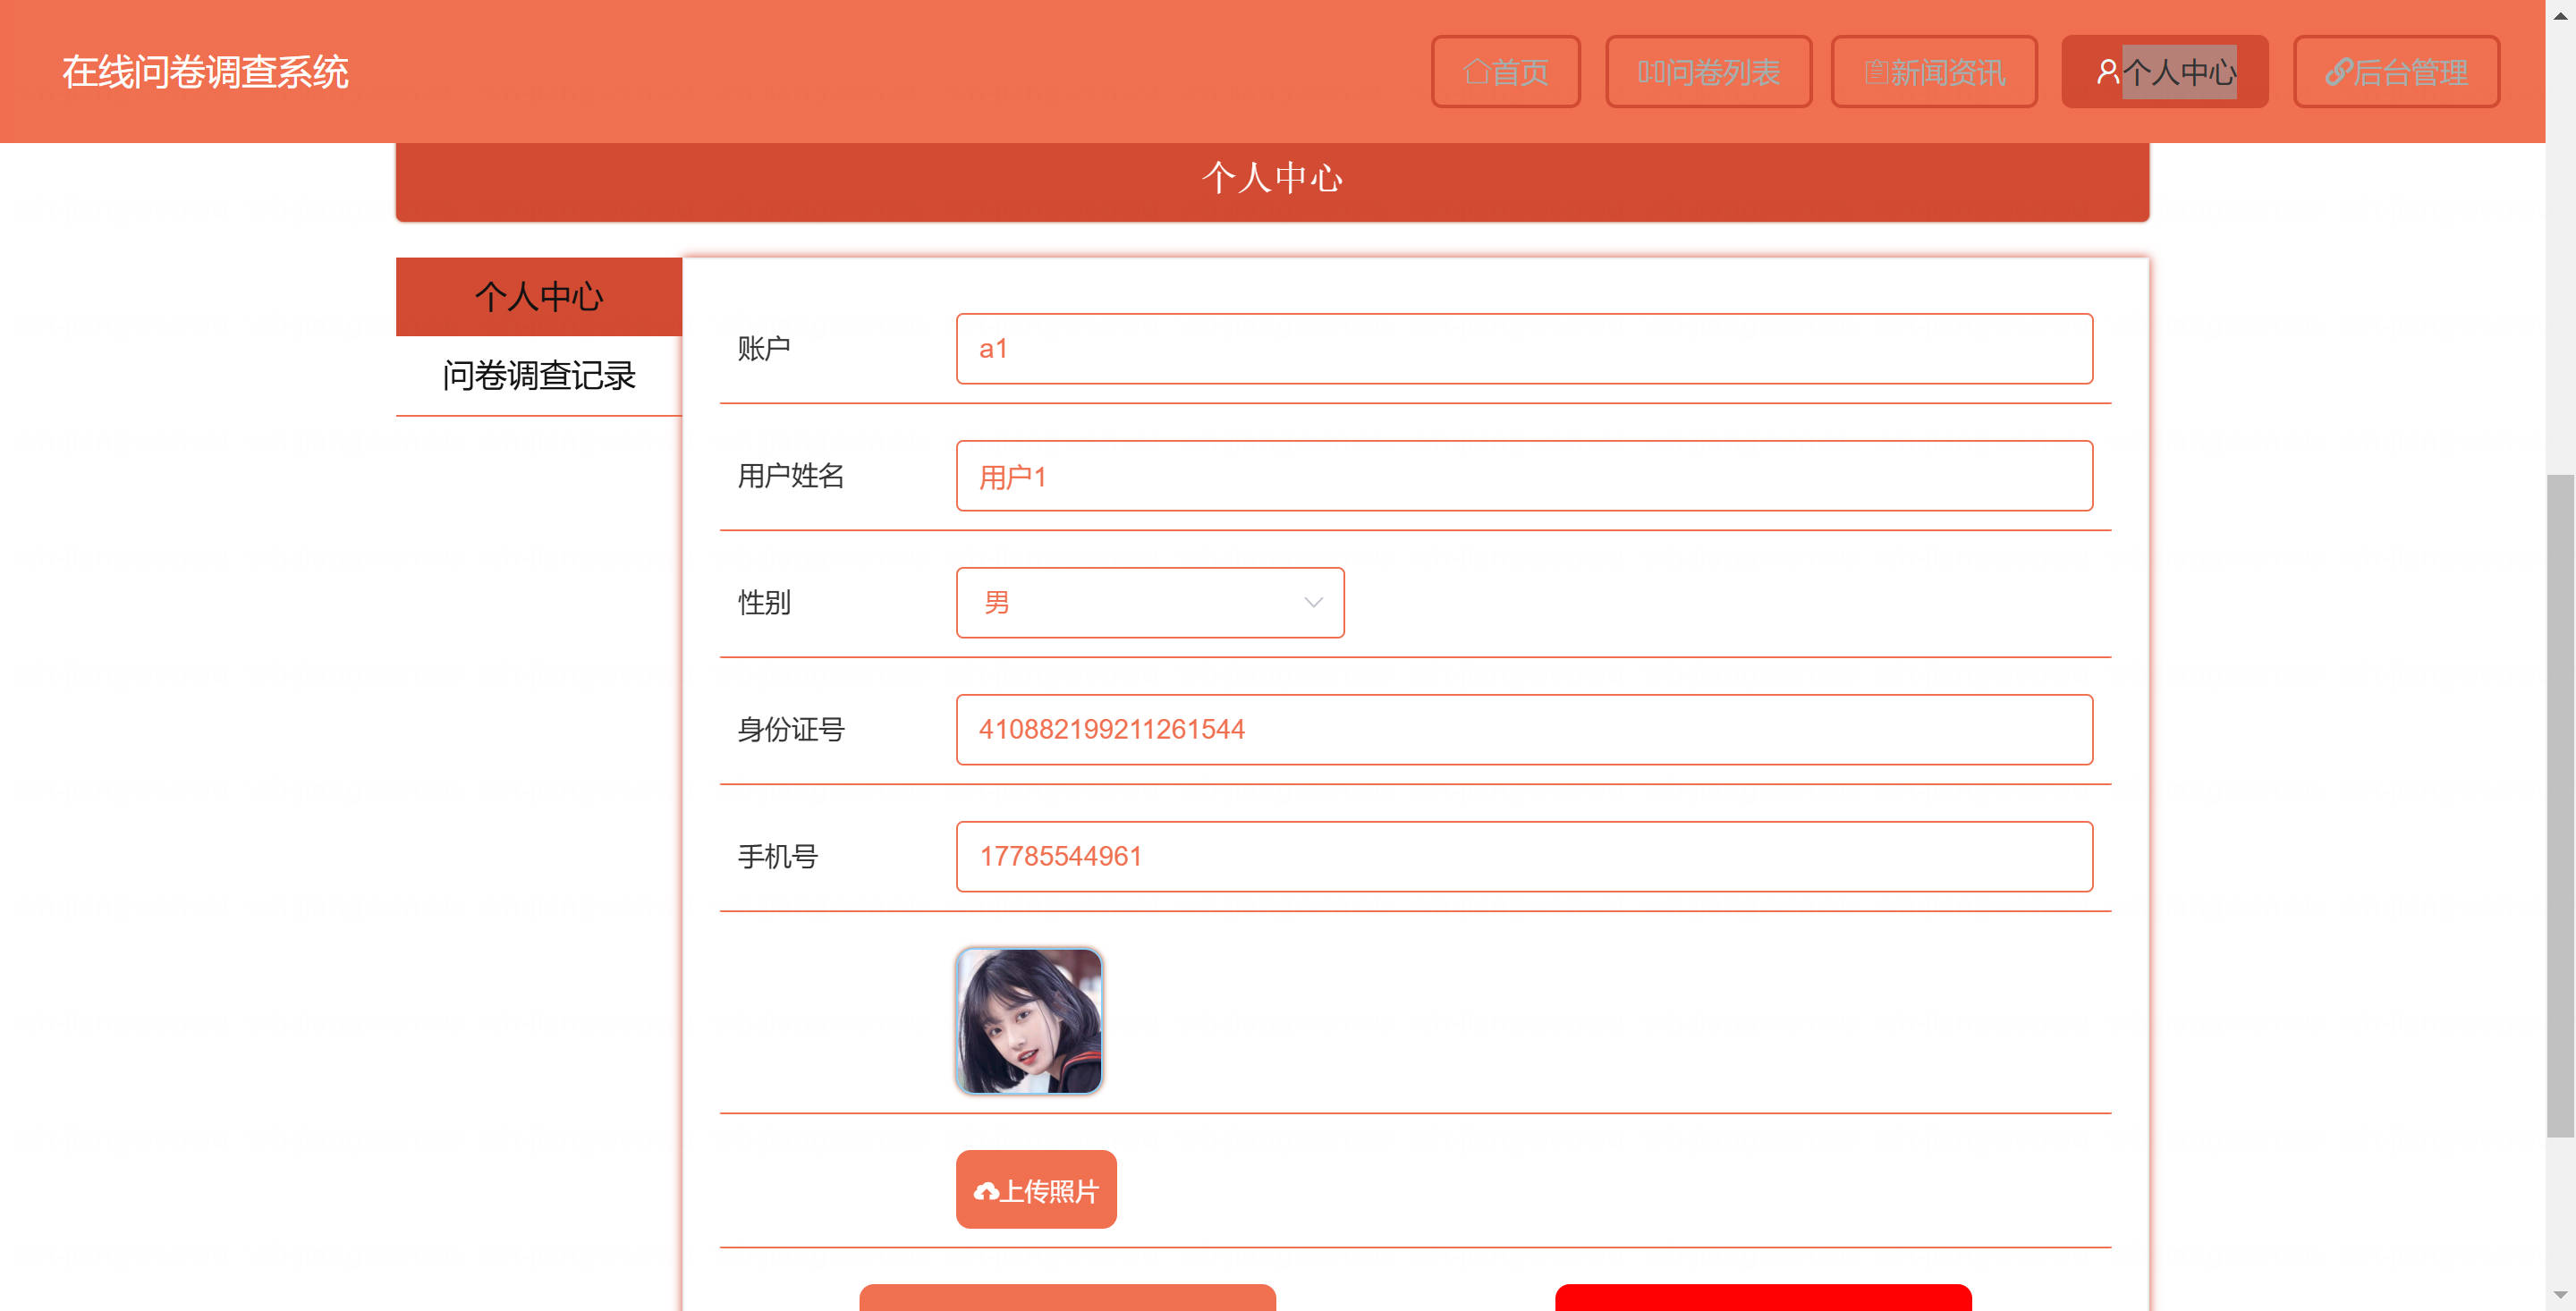 在线问卷调查系统
首页
问卷列表
新闻资讯
个人中心
后台管理
个人中心
个人中心
问卷调查记录
账户
a1
用户姓名
用户1
性别
男
身份证号
410882199211261544
手机号
17785544961
上传照片